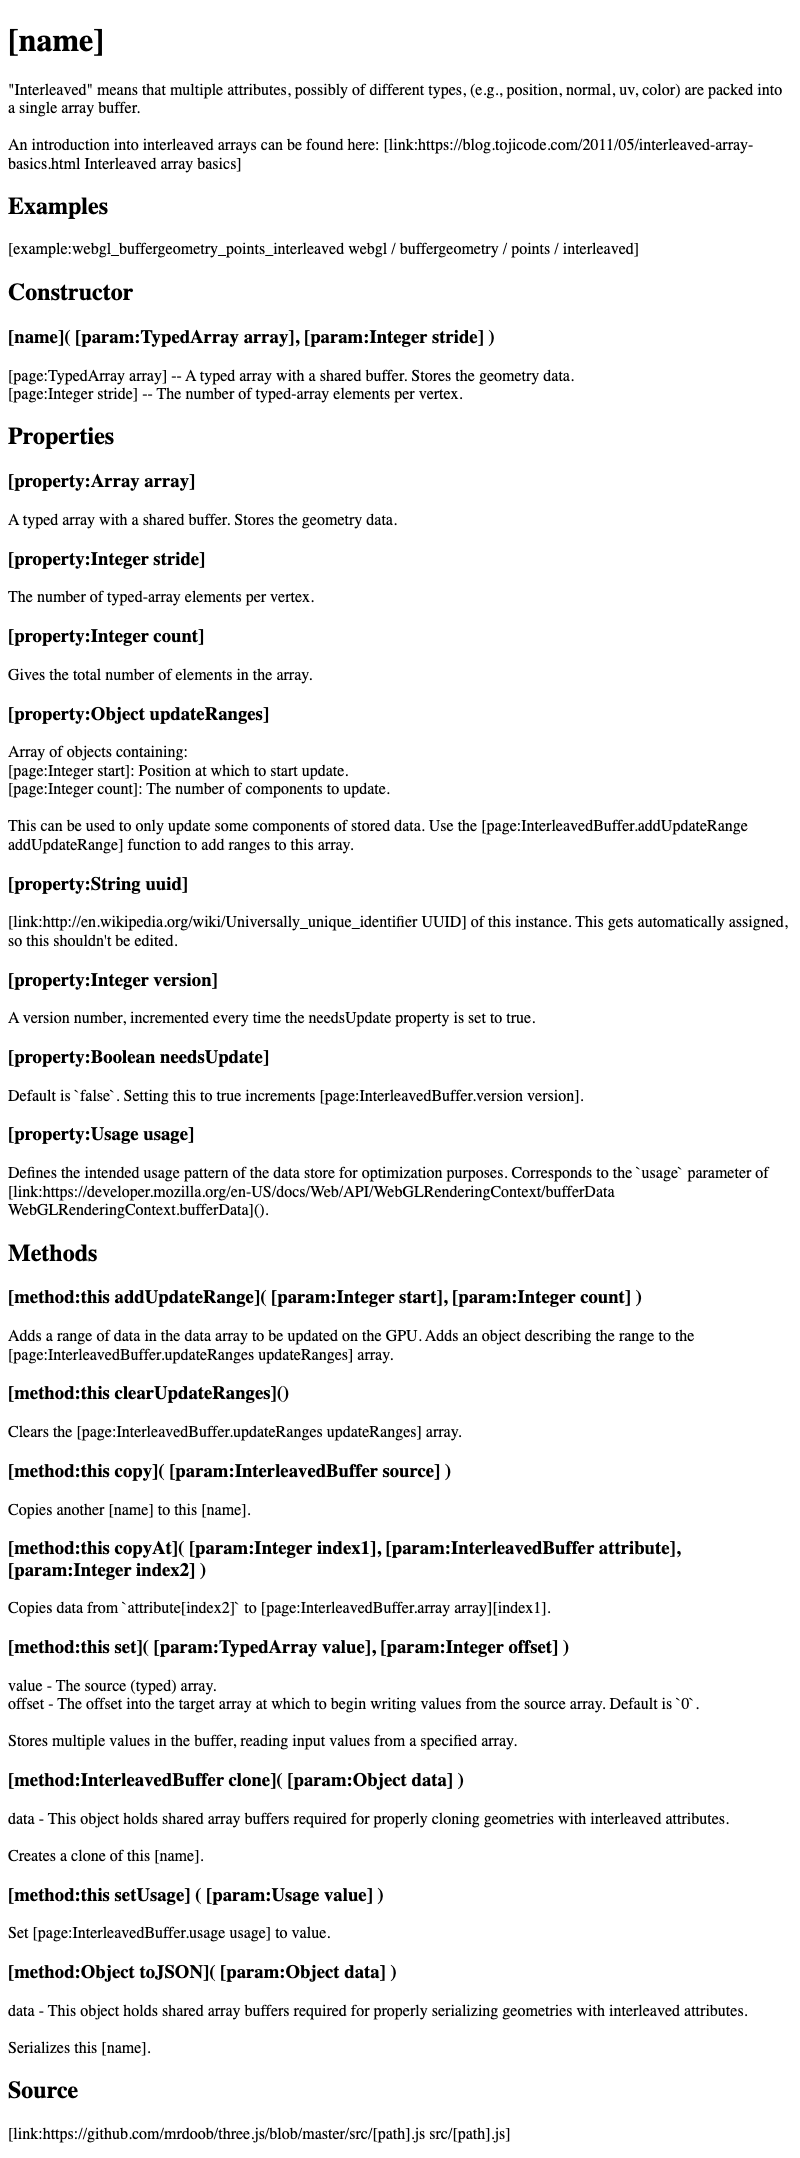 [name]
"Interleaved" means that multiple attributes, possibly of different types, (e.g., position, normal, uv, color) are packed into
a single array buffer.
An introduction into interleaved arrays can be found here: [link:https://blog.tojicode.com/2011/05/interleaved-array-
basics.html Interleaved array basics]
Examples
[example:webgl_buffergeometry_points_interleaved webgl / buffergeometry / points / interleaved]
Constructor
[name]( [param:TypedArray array], [param:Integer stride] )
[page:TypedArray array] -- A typed array with a shared buffer. Stores the geometry data.
[page:Integer stride] -- The number of typed-array elements per vertex.
Properties
[property:Array array]
A typed array with a shared buffer. Stores the geometry data.
[property:Integer stride]
The number of typed-array elements per vertex.
[property:Integer count]
Gives the total number of elements in the array.
[property:Object updateRanges]
Array of objects containing:
[page:Integer start]: Position at which to start update.
[page:Integer count]: The number of components to update.
This can be used to only update some components of stored data. Use the [page:InterleavedBuffer.addUpdateRange
addUpdateRange] function to add ranges to this array.
[property:String uuid]
[link:http://en.wikipedia.org/wiki/Universally_unique_identifier UUID] of this instance. This gets automatically assigned,
so this shouldn't be edited.
[property:Integer version]
A version number, incremented every time the needsUpdate property is set to true.
[property:Boolean needsUpdate]
Default is `false`. Setting this to true increments [page:InterleavedBuffer.version version].
[property:Usage usage]
Defines the intended usage pattern of the data store for optimization purposes. Corresponds to the `usage` parameter of
[link:https://developer.mozilla.org/en-US/docs/Web/API/WebGLRenderingContext/bufferData
WebGLRenderingContext.bufferData]().
Methods
[method:this addUpdateRange]( [param:Integer start], [param:Integer count] )
Adds a range of data in the data array to be updated on the GPU. Adds an object describing the range to the
[page:InterleavedBuffer.updateRanges updateRanges] array.
[method:this clearUpdateRanges]()
Clears the [page:InterleavedBuffer.updateRanges updateRanges] array.
[method:this copy]( [param:InterleavedBuffer source] )
Copies another [name] to this [name].
[method:this copyAt]( [param:Integer index1], [param:InterleavedBuffer attribute],
[param:Integer index2] )
Copies data from `attribute[index2]` to [page:InterleavedBuffer.array array][index1].
[method:this set]( [param:TypedArray value], [param:Integer offset] )
value - The source (typed) array.
offset - The offset into the target array at which to begin writing values from the source array. Default is `0`.
Stores multiple values in the buffer, reading input values from a specified array.
[method:InterleavedBuffer clone]( [param:Object data] )
data - This object holds shared array buffers required for properly cloning geometries with interleaved attributes.
Creates a clone of this [name].
[method:this setUsage] ( [param:Usage value] )
Set [page:InterleavedBuffer.usage usage] to value.
[method:Object toJSON]( [param:Object data] )
data - This object holds shared array buffers required for properly serializing geometries with interleaved attributes.
Serializes this [name].
Source
[link:https://github.com/mrdoob/three.js/blob/master/src/[path].js src/[path].js]